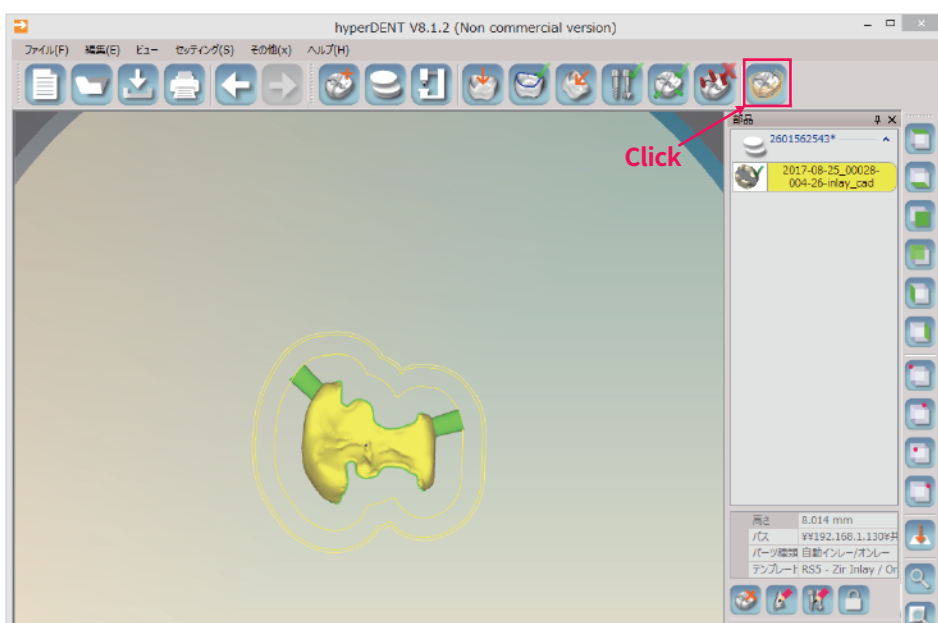 hyperDENT V8.1.2 (Non commercial version)
ファイル(F) 編集(E) ビュー セッティング(S) その他(x) ヘルプ(H)
Click
部品
2601562543*
2017-08-25_00028-
004-26-inlay_cad
高さ 8.014 mm
パス ¥¥192.168.1.130¥共
パーツ種類 自動インレー/オンレー
テンプレート RS5 - Zir Inlay / Or